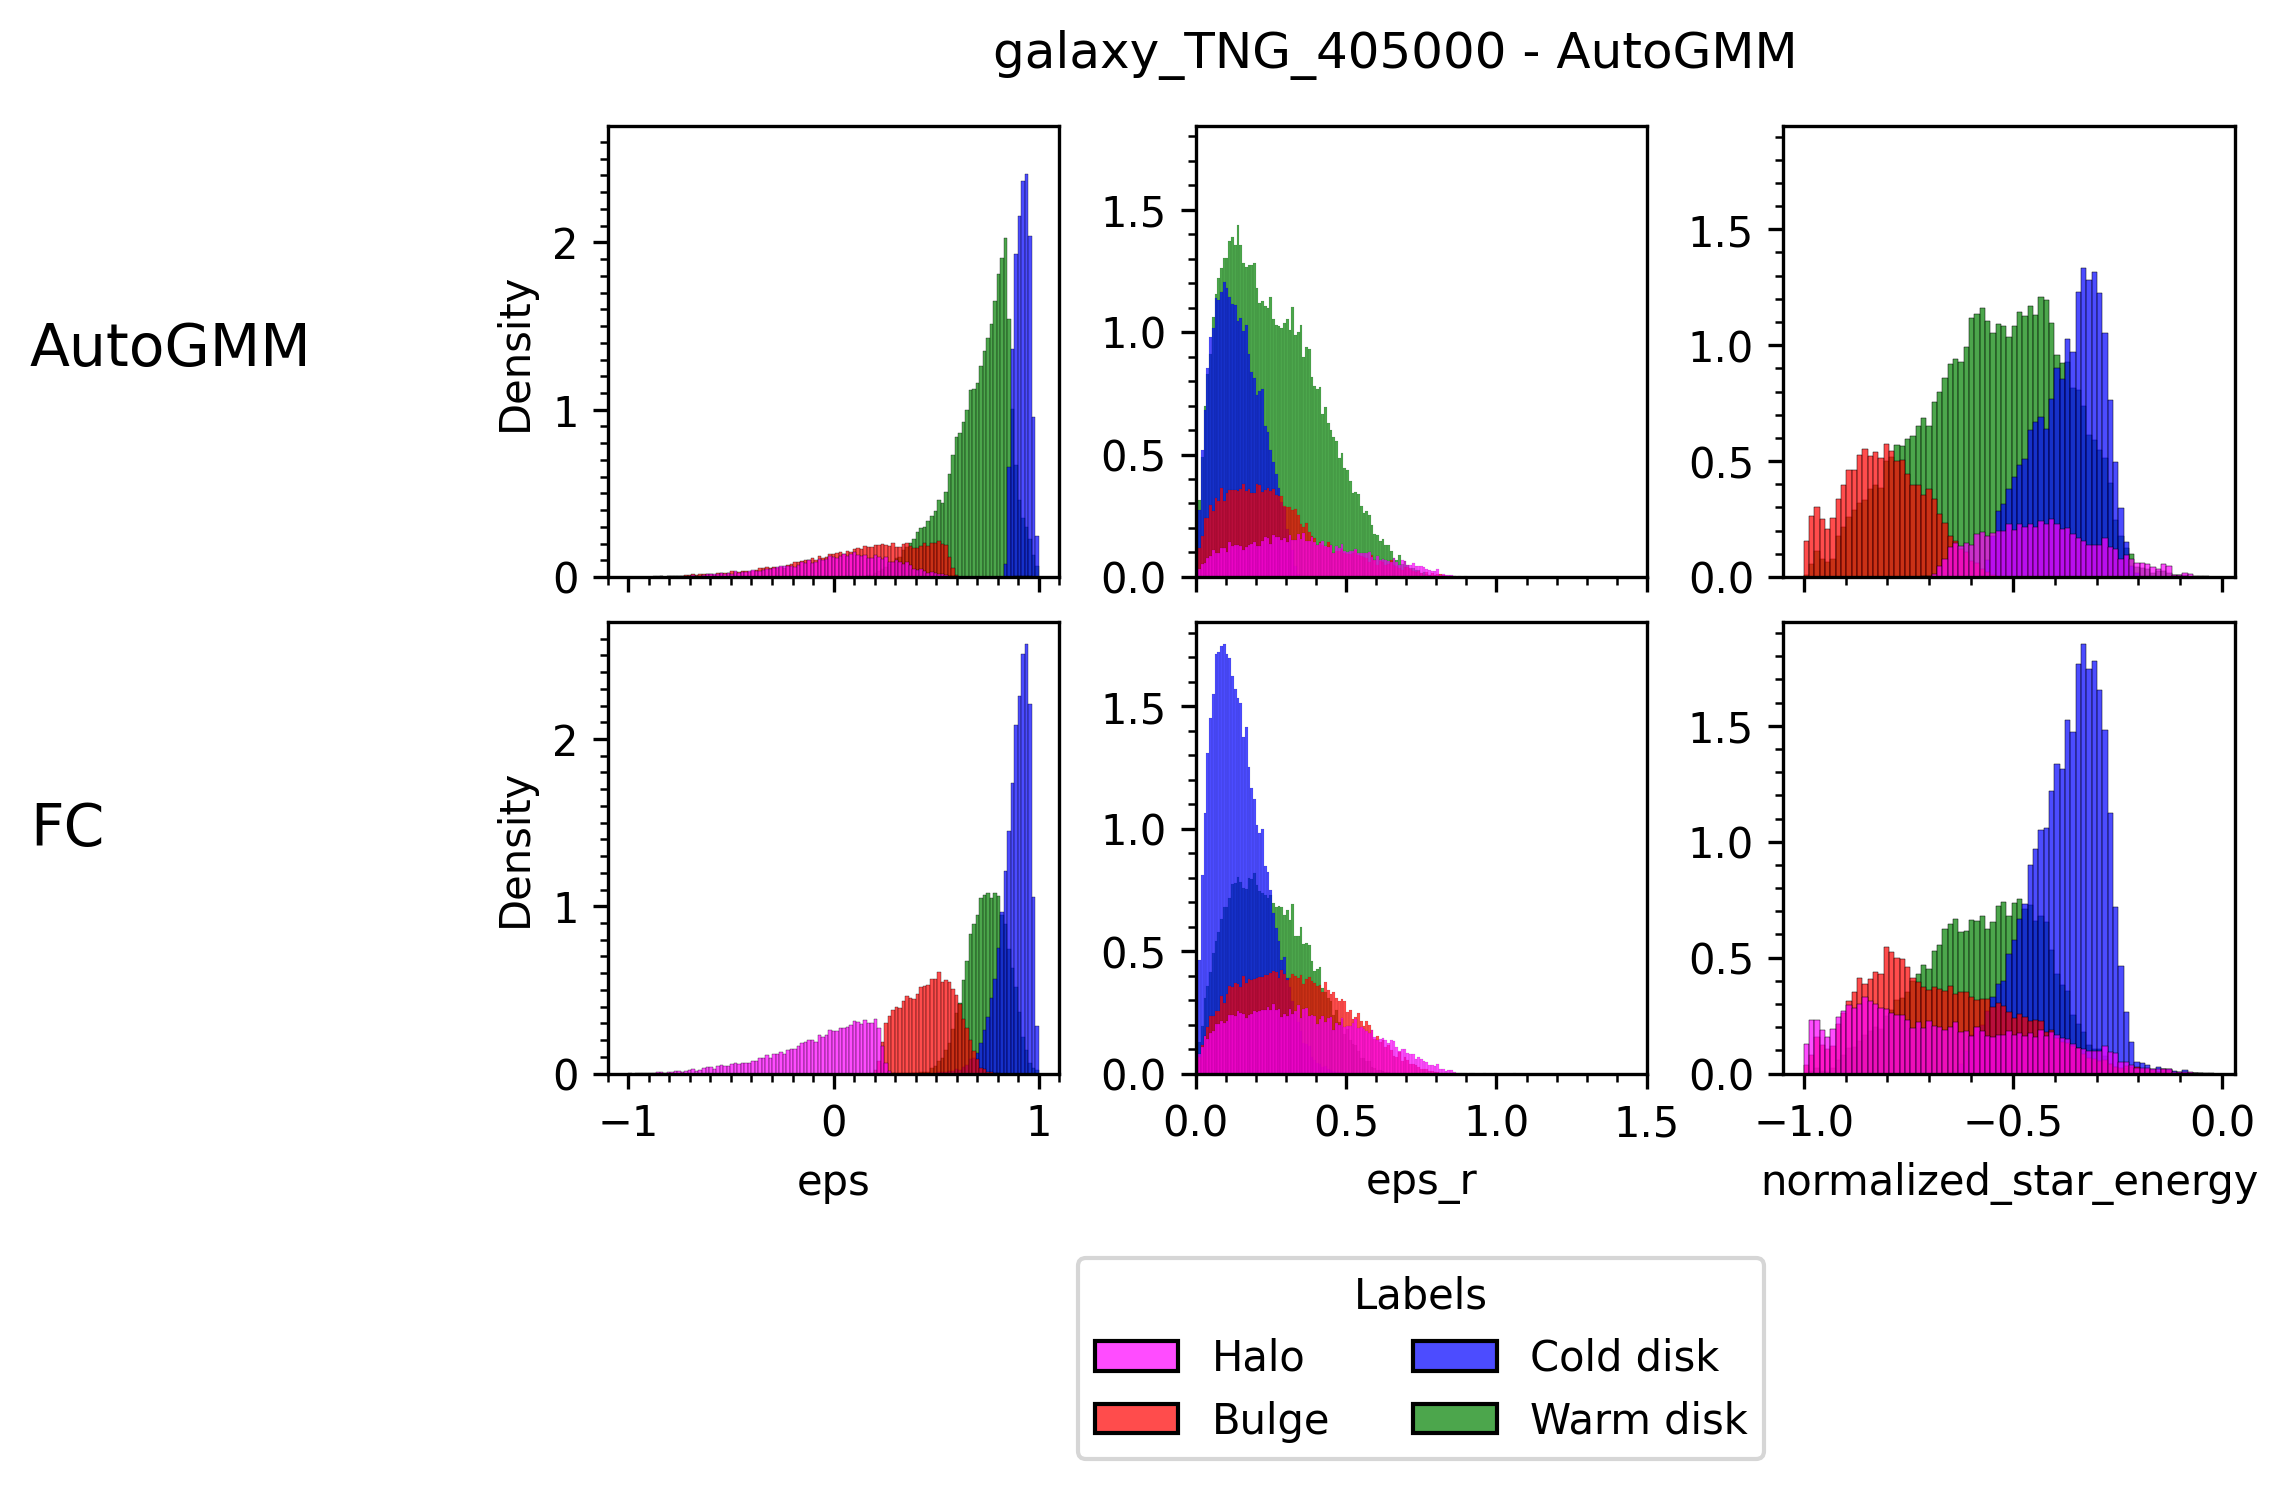 galaxy_TNG_405000 - AutoGMM
AutoGMM
Density
2
1
0
1.5
1.0
0.5
0.0
1.5
1.0
0.5
0.0
FC
Density
2
1
0
−1
0
1
eps
1.5
1.0
0.5
0.0
0.0
0.5
1.0
1.5
eps_r
1.5
1.0
0.5
0.0
−1.0
−0.5
0.0
normalized_star_energy
Labels
Halo
Cold disk
Bulge
Warm disk